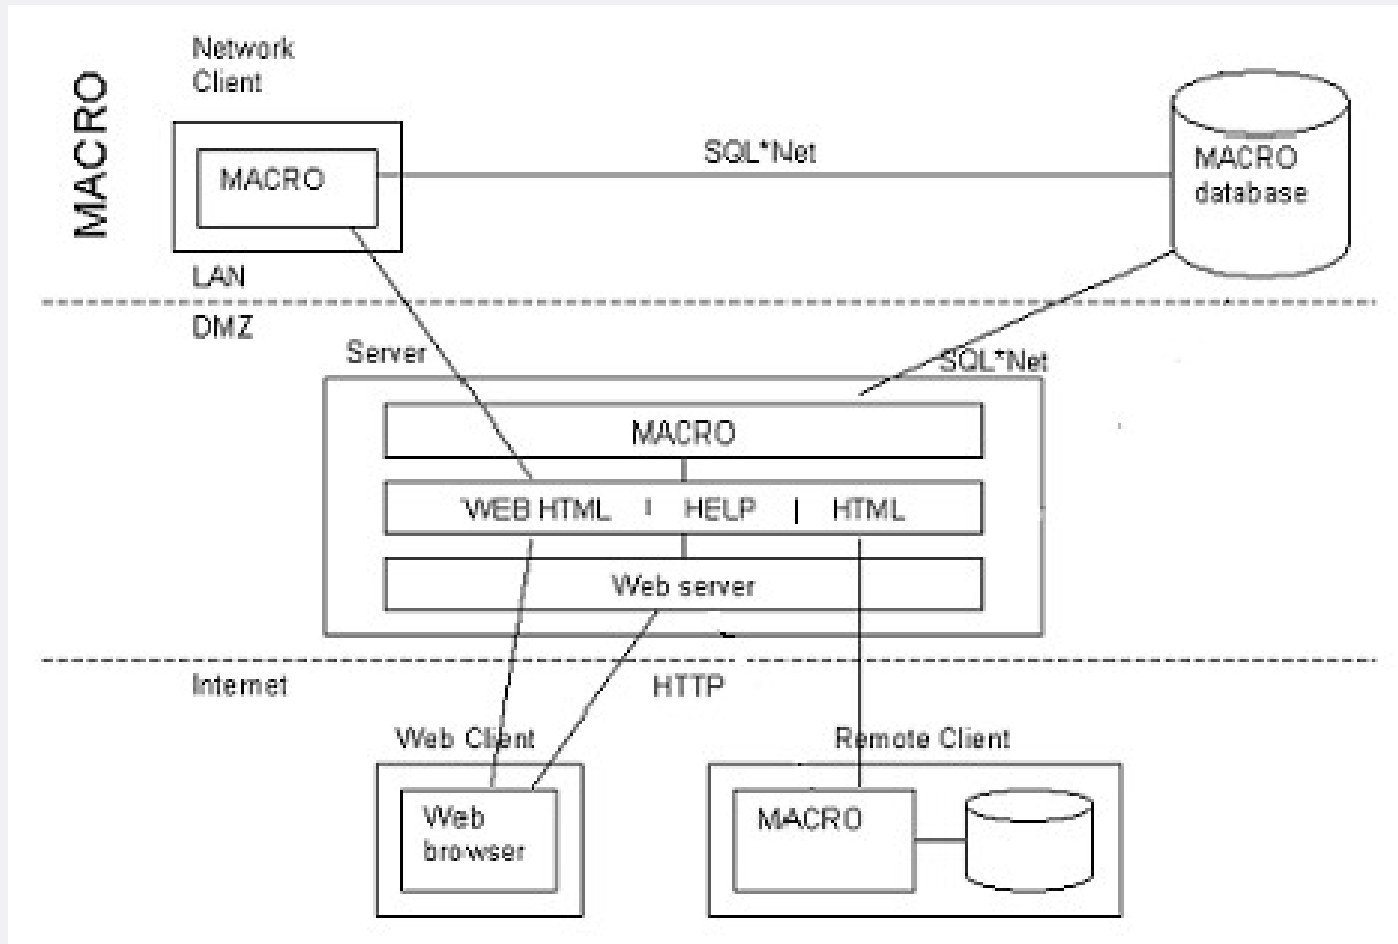 MACRO
Network
Client
MACRO
SQL*Net
MACRO
database
LAN
DMZ
Server
SQL*Net
MACRO
WEB HTML | HELP | HTML
Web server
Internet
HTTP
Web Client
Remote Client
Web
browser
MACRO